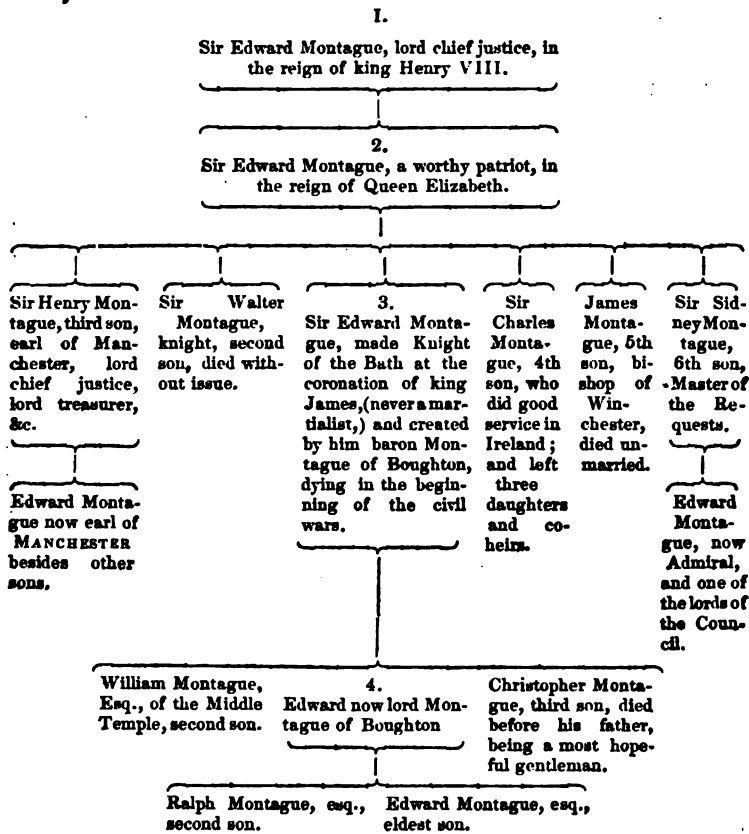 I.
Sir Edward Montague, lord chief justice, in
the reign of king Henry VIII.
2.
Sir Edward Montague, a worthy patriot, in
the reign of Queen Elizabeth.
Sir Henry Mon-
tague, third son,
earl of Man-
chester, lord
chief justice,
lord treasurer,
&c.
Edward Monta-
gue now earl of
MANCHESTER
besides other
sons.
Sir Walter
Montague,
knight, second
son, died with-
out issue.
3.
Sir Edward Monta-
gue, made Knight
of the Bath at the
coronation of king
James, (never a mar-
tialist,) and created
by him baron Mon-
tague of Boughton,
dying in the begin-
ning of the civil
wars.
Sir
Charles
Monta-
gue, 4th
son, who
did good
service in
Ireland;
and left
three
daughters
and co-
heirs.
James
Monta-
gue, 5th
son, bi-
shop of
Win-
chester,
died un-
married.
Sir Sid-
ney Mon-
tague,
6th son,
Master of
the Re-
quests.
Edward
Monta-
gue, now
Admiral,
and one of
the lords of
the Coun-
cil.
William Montague,
Esq., of the Middle
Temple, second son.
4.
Edward now lord Mon-
tague of Boughton
Christopher Monta-
gue, third son, died
before his father,
being a most hope-
ful gentleman.
Ralph Montague, esq.,
second son.
Edward Montague, esq.,
eldest son.